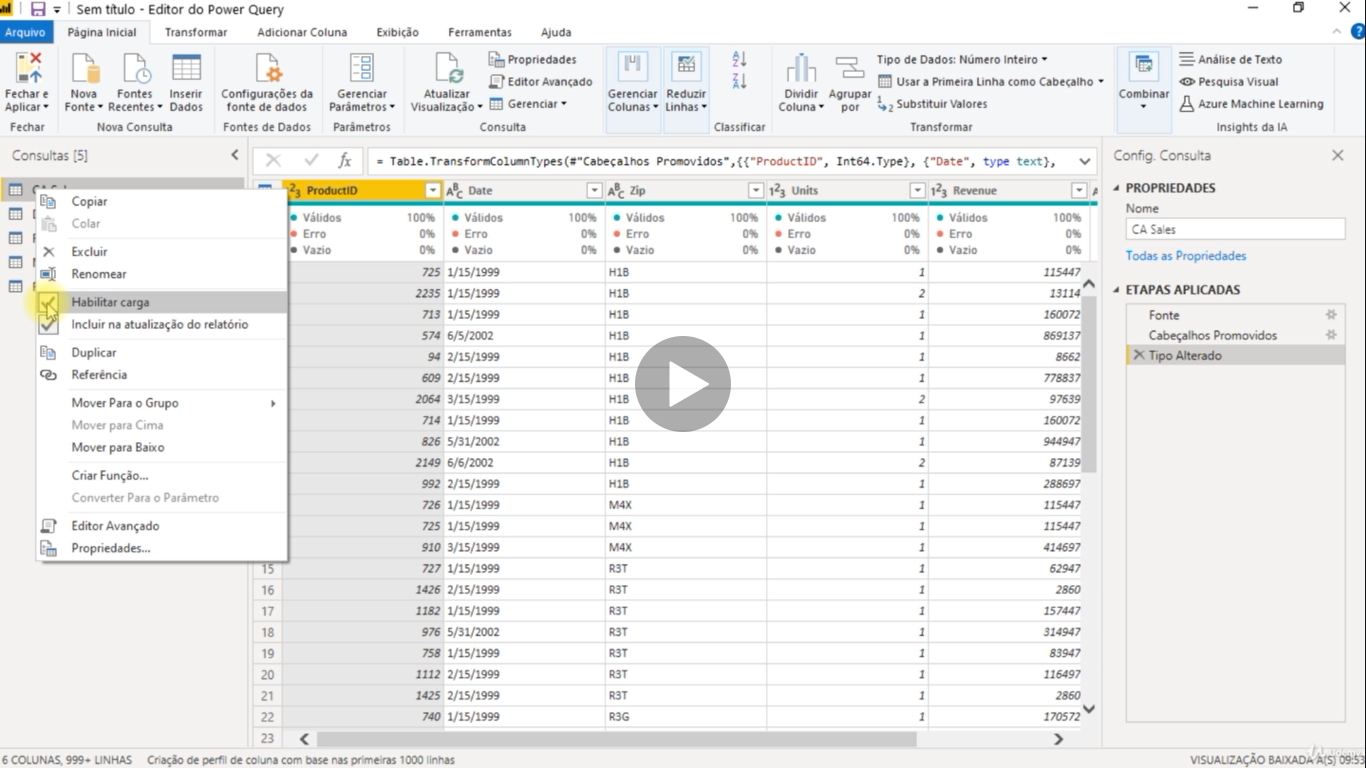 Sem título - Editor do Power Query
Arquivo Página Inicial Transformar Adicionar Coluna Exibição Ferramentas Ajuda
Fechar e Aplicar
Nova Fonte
Fontes Recentes
Inserir Dados
Configurações da fonte de dados
Gerenciar Parâmetros
Atualizar Visualização
Propriedades
Editor Avançado
Gerenciar
Gerenciar Colunas
Reduzir Linhas
Dividir Coluna
Agrupar por
Tipo de Dados: Número Inteiro
Usar a Primeira Linha como Cabeçalho
Substituir Valores
Combinar
Análise de Texto
Pesquisa Visual
Azure Machine Learning
Fechar Nova Consulta Fontes de Dados Parâmetros Consulta Classificar Transformar Insights da IA
Consultas [5]
= Table.TransformColumnTypes(#"Cabeçalhos Promovidos",{{"ProductID", Int64.Type}, {"Date", type text},
Copiar
Colar
Excluir
Renomear
Habilitar carga
Incluir na atualização do relatório
Duplicar
Referência
Mover Para o Grupo
Mover para Cima
Mover para Baixo
Criar Função...
Converter Para o Parâmetro
Editor Avançado
Propriedades...
ProductID Date Zip Units Revenue
Válidos 100% Válidos 100% Válidos 100% Válidos 100% Válidos 100%
Erro 0% Erro 0% Erro 0% Erro 0% Erro 0%
Vazio 0% Vazio 0% Vazio 0% Vazio 0% Vazio 0%
725 1/15/1999 H1B 1 115447
2235 1/15/1999 H1B 2 13114
713 1/15/1999 H1B 1 160072
574 6/5/2002 H1B 1 869137
94 2/15/1999 H1B 1 8662
609 2/15/1999 H1B 1 778837
2064 3/15/1999 H1B 2 97639
714 1/15/1999 H1B 1 160072
826 5/31/2002 H1B 1 944947
2149 6/6/2002 H1B 2 87139
992 2/15/1999 H1B 1 288697
726 1/15/1999 M4X 1 115447
725 1/15/1999 M4X 1 115447
910 3/15/1999 M4X 1 414697
15 727 1/15/1999 R3T 1 62947
16 1426 2/15/1999 R3T 1 2860
17 1182 1/15/1999 R3T 1 157447
18 976 5/31/2002 R3T 1 314947
19 758 1/15/1999 R3T 1 83947
20 1112 2/15/1999 R3T 1 116497
21 1425 2/15/1999 R3T 1 2860
22 740 1/15/1999 R3G 1 170572
23
Config. Consulta
PROPRIEDADES
Nome
CA Sales
Todas as Propriedades
ETAPAS APLICADAS
Fonte
Cabeçalhos Promovidos
Tipo Alterado
6 COLUNAS, 999+ LINHAS Criação de perfil de coluna com base nas primeiras 1000 linhas VISUALIZAÇÃO BAIXADA A(S) 09:53